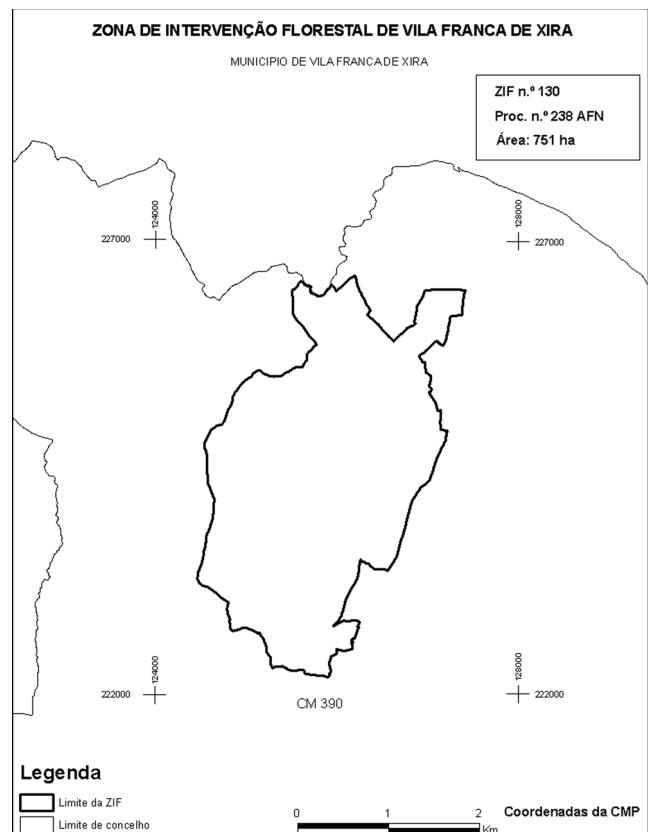 ZONA DE INTERVENÇÃO FLORESTAL DE VILA FRANCA DE XIRA
MUNICIPIO DE VILA FRANCA DE XIRA
ZIF n.º 130
Proc. n.º 238 AFN
Área: 751 ha
124000
128000
227000
227000
124000
128000
222000
222000
CM 390
Legenda
Limite da ZIF
Limite de concelho
0 1 2
Km
Coordenadas da CMP